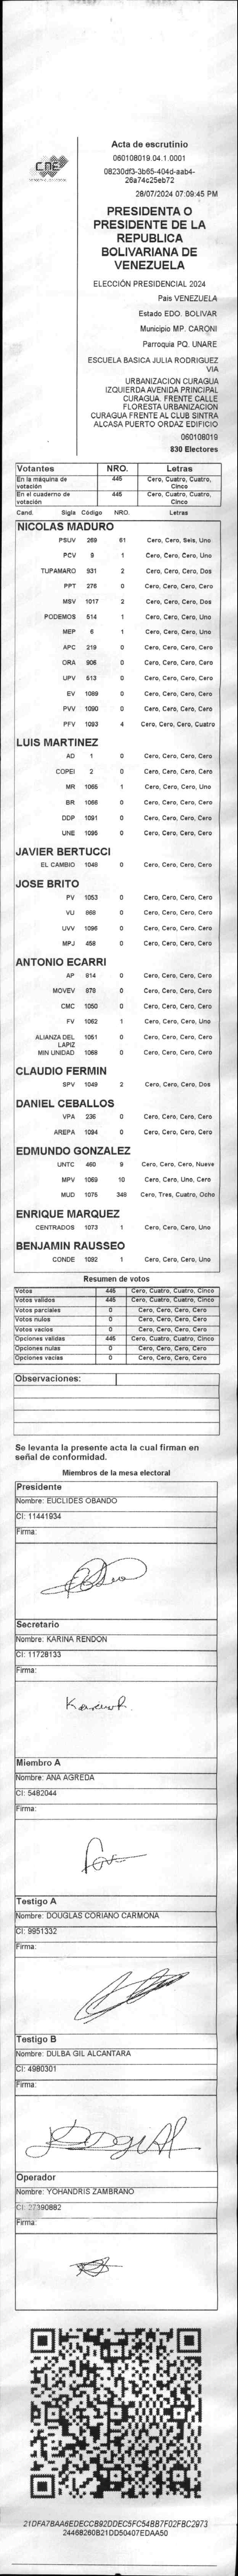 CNE
Acta de escrutinio
060108019.04.1.0001
08230df3-3b65-404d-aab4-
26a74c25eb72
28/07/2024 07:09:45 PM
PRESIDENTA O
PRESIDENTE DE LA
REPUBLICA
BOLIVARIANA DE
VENEZUELA
ELECCIÓN PRESIDENCIAL 2024
Pais VENEZUELA
Estado EDO. BOLIVAR
Municipio MP. CARONI
Parroquia PQ. UNARE
ESCUELA BASICA JULIA RODRIGUEZ
VIA
URBANIZACION CURAGUA
IZQUIERDA AVENIDA PRINCIPAL
CURAGUA. FRENTE CALLE
FLORESTA URBANIZACION
CURAGUA FRENTE AL CLUB SINTRA
ALCASA PUERTO ORDAZ EDIFICIO
060108019
830 Electores
Votantes NRO. Letras
En la máquina de votación 445 Cero, Cuatro, Cuatro, Cinco
En el cuaderno de votación 445 Cero, Cuatro, Cuatro, Cinco
Cand. Sigla Código NRO. Letras
NICOLAS MADURO
PSUV 269 61 Cero, Cero, Seis, Uno
PCV 9 1 Cero, Cero, Cero, Uno
TUPAMARO 931 2 Cero, Cero, Cero, Dos
PPT 276 0 Cero, Cero, Cero, Cero
MSV 1017 2 Cero, Cero, Cero, Dos
PODEMOS 514 1 Cero, Cero, Cero, Uno
MEP 6 1 Cero, Cero, Cero, Uno
APC 219 0 Cero, Cero, Cero, Cero
ORA 906 0 Cero, Cero, Cero, Cero
UPV 513 0 Cero, Cero, Cero, Cero
EV 1089 0 Cero, Cero, Cero, Cero
PVV 1090 0 Cero, Cero, Cero, Cero
PFV 1093 4 Cero, Cero, Cero, Cuatro
LUIS MARTINEZ
AD 1 0 Cero, Cero, Cero, Cero
COPEI 2 0 Cero, Cero, Cero, Cero
MR 1065 1 Cero, Cero, Cero, Uno
BR 1066 0 Cero, Cero, Cero, Cero
DDP 1091 0 Cero, Cero, Cero, Cero
UNE 1095 0 Cero, Cero, Cero, Cero
JAVIER BERTUCCI
EL CAMBIO 1048 0 Cero, Cero, Cero, Cero
JOSE BRITO
PV 1053 0 Cero, Cero, Cero, Cero
VU 868 0 Cero, Cero, Cero, Cero
UVV 1096 0 Cero, Cero, Cero, Cero
MPJ 458 0 Cero, Cero, Cero, Cero
ANTONIO ECARRI
AP 814 0 Cero, Cero, Cero, Cero
MOVEV 878 0 Cero, Cero, Cero, Cero
CMC 1050 0 Cero, Cero, Cero, Cero
FV 1062 1 Cero, Cero, Cero, Uno
ALIANZA DEL LAPIZ 1051 0 Cero, Cero, Cero, Cero
MIN UNIDAD 1068 0 Cero, Cero, Cero, Cero
CLAUDIO FERMIN
SPV 1049 2 Cero, Cero, Cero, Dos
DANIEL CEBALLOS
VPA 236 0 Cero, Cero, Cero, Cero
AREPA 1094 0 Cero, Cero, Cero, Cero
EDMUNDO GONZALEZ
UNTC 460 9 Cero, Cero, Cero, Nueve
MPV 1069 10 Cero, Cero, Uno, Cero
MUD 1075 348 Cero, Tres, Cuatro, Ocho
ENRIQUE MARQUEZ
CENTRADOS 1073 1 Cero, Cero, Cero, Uno
BENJAMIN RAUSSEO
CONDE 1092 1 Cero, Cero, Cero, Uno
Resumen de votos
Votos 445 Cero, Cuatro, Cuatro, Cinco
Votos validos 445 Cero, Cuatro, Cuatro, Cinco
Votos parciales 0 Cero, Cero, Cero, Cero
Votos nulos 0 Cero, Cero, Cero, Cero
Votos vacios 0 Cero, Cero, Cero, Cero
Opciones validas 445 Cero, Cuatro, Cuatro, Cinco
Opciones nulas 0 Cero, Cero, Cero, Cero
Opciones vacias 0 Cero, Cero, Cero, Cero
Observaciones:
Se levanta la presente acta la cual firman en
señal de conformidad.
Miembros de la mesa electoral
Presidente
Nombre: EUCLIDES OBANDO
CI: 11441934
Firma:
Secretario
Nombre: KARINA RENDON
CI: 11728133
Firma:
Miembro A
Nombre: ANA AGREDA
CI: 5482044
Firma:
Testigo A
Nombre: DOUGLAS CORIANO CARMONA
CI: 9951332
Firma:
Testigo B
Nombre: DULBA GIL ALCANTARA
CI: 4980301
Firma:
Operador
Nombre: YOHANDRIS ZAMBRANO
CI: 27390882
Firma:
21DFA7BAA6EDECCB92DDEC5FC54BB7F02FBC2973
24468260B21DD50407EDAA50